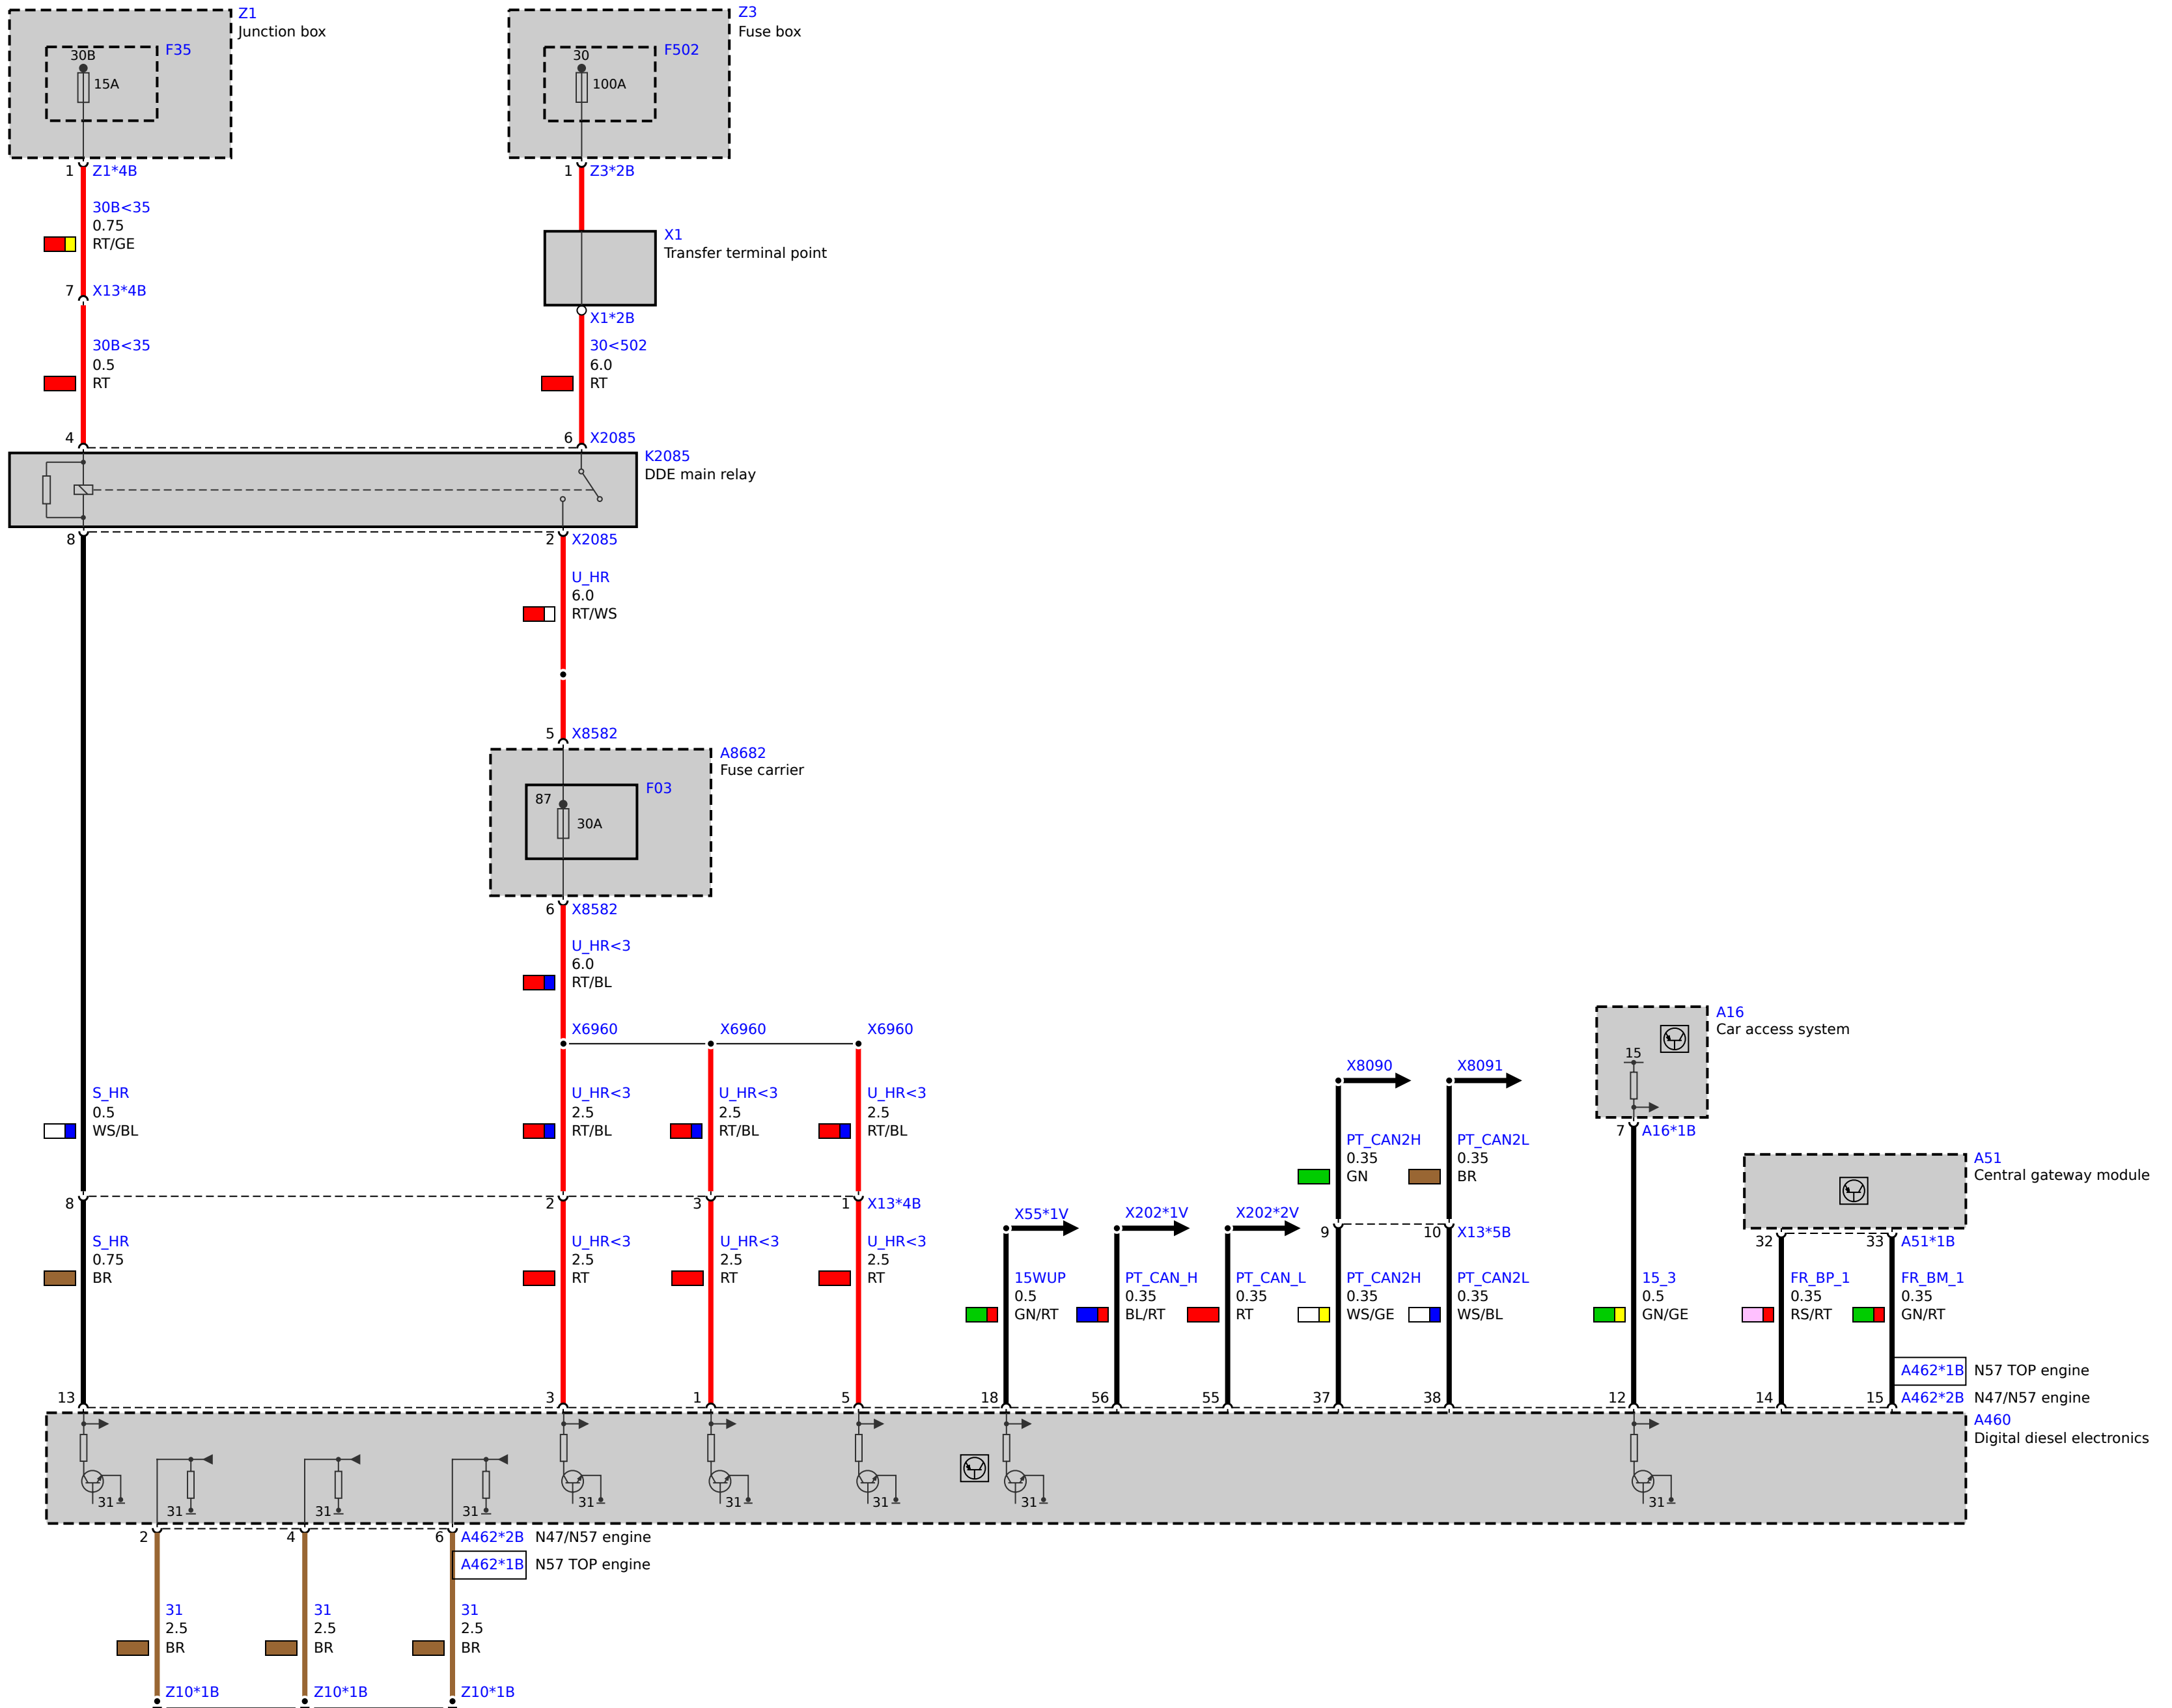 Z1
Junction box
F35
30B
15A
Z3
Fuse box
F502
30
100A
1
Z1*4B
1
Z3*2B
30B<35
0.75
RT/GE
X1
Transfer terminal point
7
X13*4B
X1*2B
30B<35
0.5
RT
30<502
6.0
RT
4
6
X2085
K2085
DDE main relay
8
2
X2085
U_HR
6.0
RT/WS
5
X8582
A8682
Fuse carrier
F03
87
30A
6
X8582
U_HR<3
6.0
RT/BL
X6960
X6960
X6960
A16
Car access system
15
X8090
X8091
S_HR
0.5
WS/BL
U_HR<3
2.5
RT/BL
U_HR<3
2.5
RT/BL
U_HR<3
2.5
RT/BL
PT_CAN2H
0.35
GN
PT_CAN2L
0.35
BR
7
A16*1B
A51
Central gateway module
8
2
3
1
X13*4B
X55*1V
X202*1V
X202*2V
9
10
X13*5B
32
33
A51*1B
S_HR
0.75
BR
U_HR<3
2.5
RT
U_HR<3
2.5
RT
U_HR<3
2.5
RT
15WUP
0.5
GN/RT
PT_CAN_H
0.35
BL/RT
PT_CAN_L
0.35
RT
PT_CAN2H
0.35
WS/GE
PT_CAN2L
0.35
WS/BL
15_3
0.5
GN/GE
FR_BP_1
0.35
RS/RT
FR_BM_1
0.35
GN/RT
A462*1B
N57 TOP engine
13
3
1
5
18
56
55
37
38
12
14
15
A462*2B
N47/N57 engine
A460
Digital diesel electronics
31
31
31
31
31
31
31
31
31
2
4
6
A462*2B
N47/N57 engine
A462*1B
N57 TOP engine
31
2.5
BR
31
2.5
BR
31
2.5
BR
Z10*1B
Z10*1B
Z10*1B